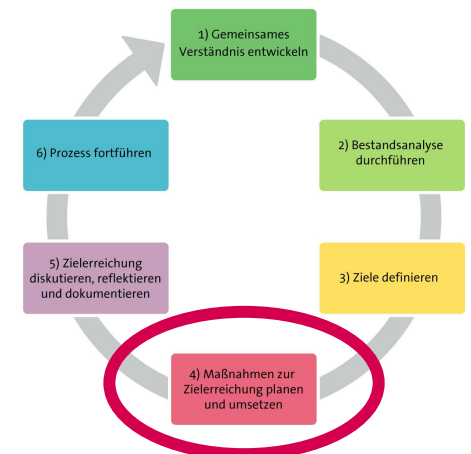 1) Gemeinsames
Verständnis entwickeln
2) Bestandsanalyse
durchführen
3) Ziele definieren
4) Maßnahmen zur
Zielerreichung planen
und umsetzen
5) Zielerreichung
diskutieren, reflektieren
und dokumentieren
6) Prozess fortführen